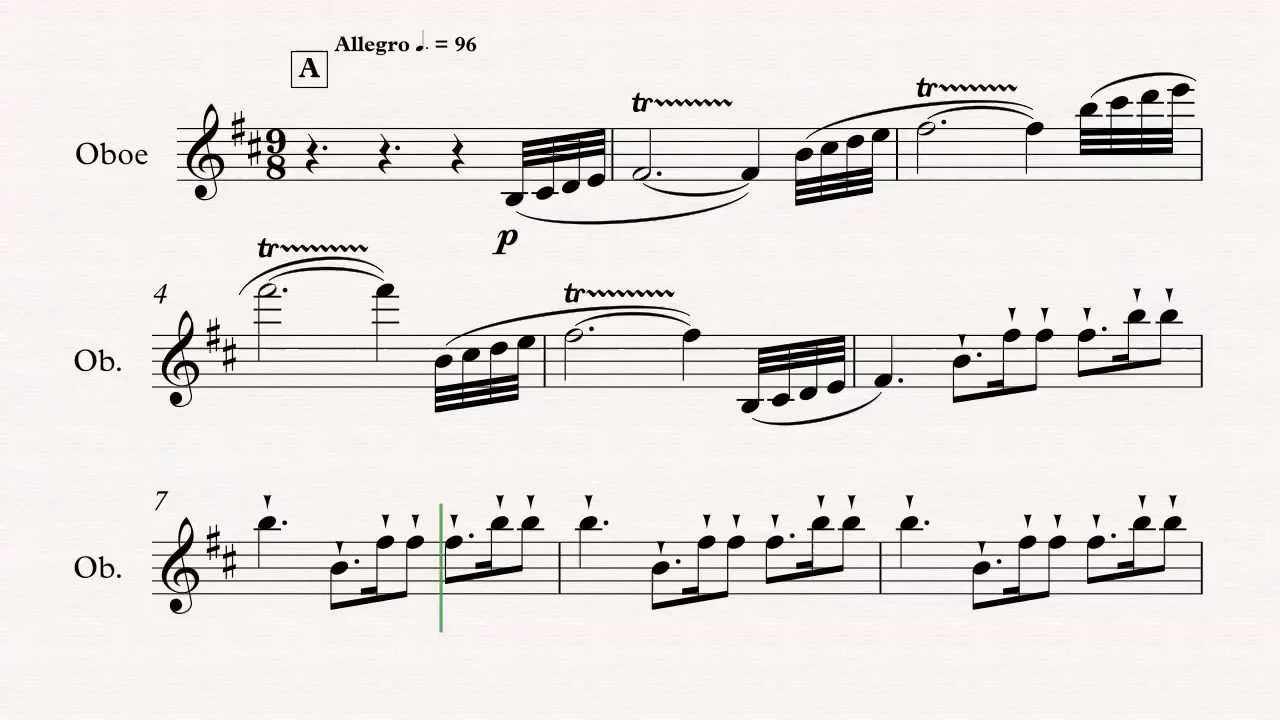 Allegro ♩. = 96
A
tr tr
Oboe 9 8
p
tr
4 tr
Ob.
7
Ob.